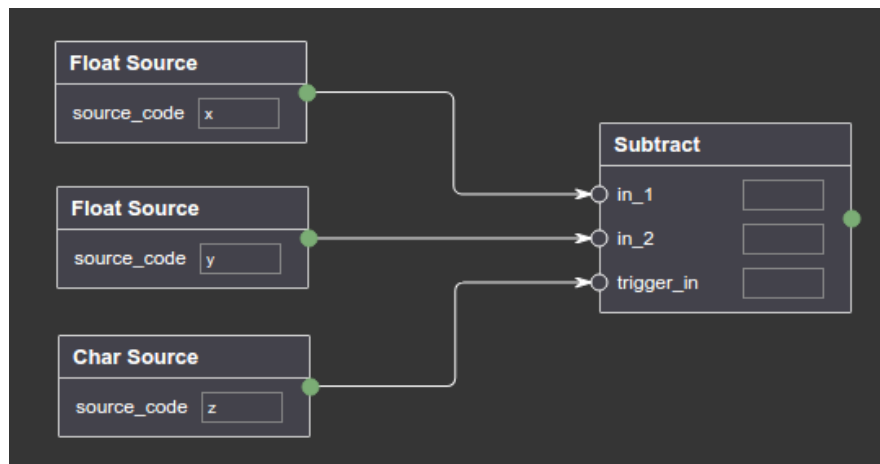 Float Source
source_code x
Float Source
source_code y
Char Source
source_code z
Subtract
in_1
in_2
trigger_in